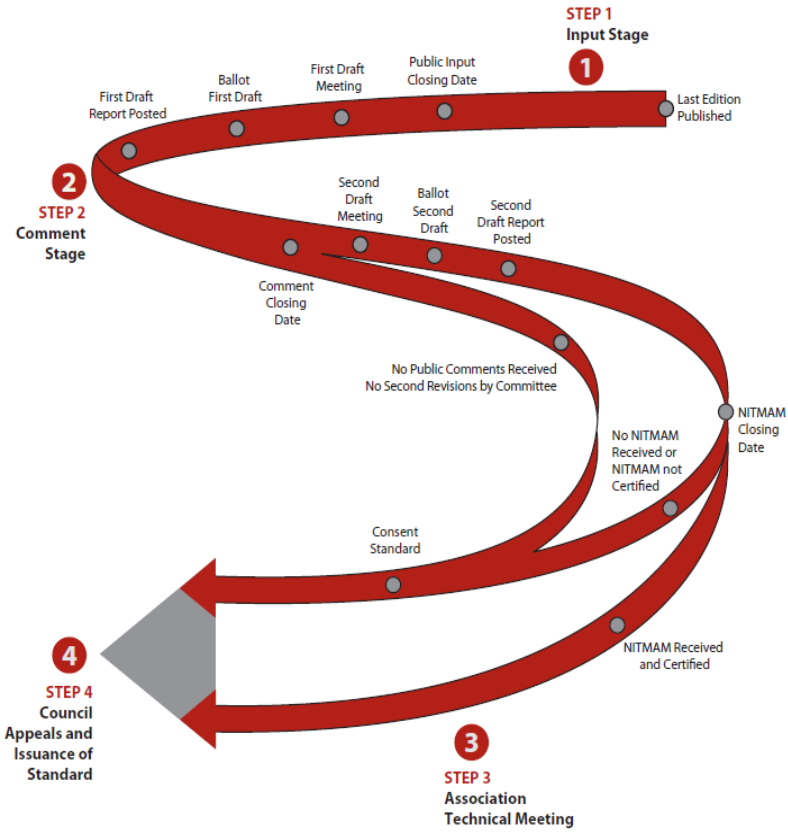 STEP 1
Input Stage
1
Last Edition
Published
Public Input
Closing Date
First Draft
Meeting
Ballot
First Draft
First Draft
Report Posted
2
STEP 2
Comment
Stage
Comment
Closing
Date
Second
Draft
Meeting
Ballot
Second
Draft
Second
Draft Report
Posted
No Public Comments Received
No Second Revisions by Committee
NITMAM
Closing
Date
No NITMAM
Received or
NITMAM not
Certified
Consent
Standard
NITMAM Received
and Certified
3
STEP 3
Association
Technical Meeting
4
STEP 4
Council
Appeals and
Issuance of
Standard